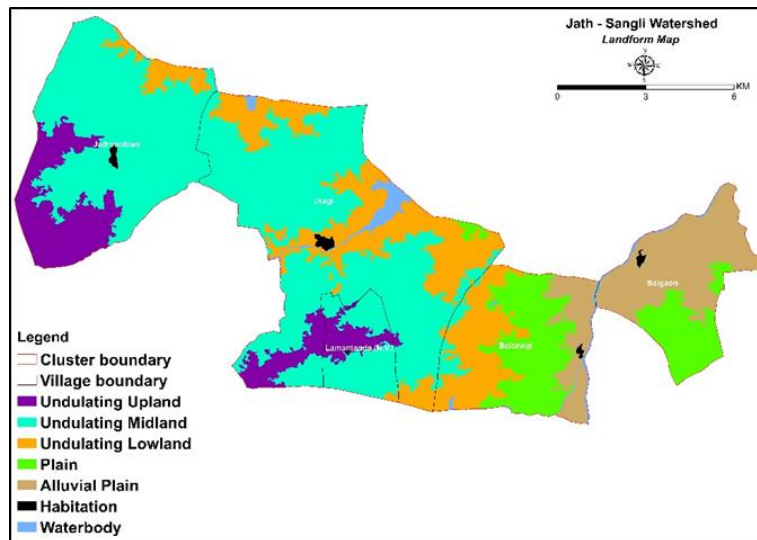 Jath - Sangli Watershed
Landform Map
KM
0 3 6
Utagi
Balgaon
Legend
Cluster boundary
Village boundary
Undulating Upland
Undulating Midland
Undulating Lowland
Plain
Alluvial Plain
Habitation
Waterbody